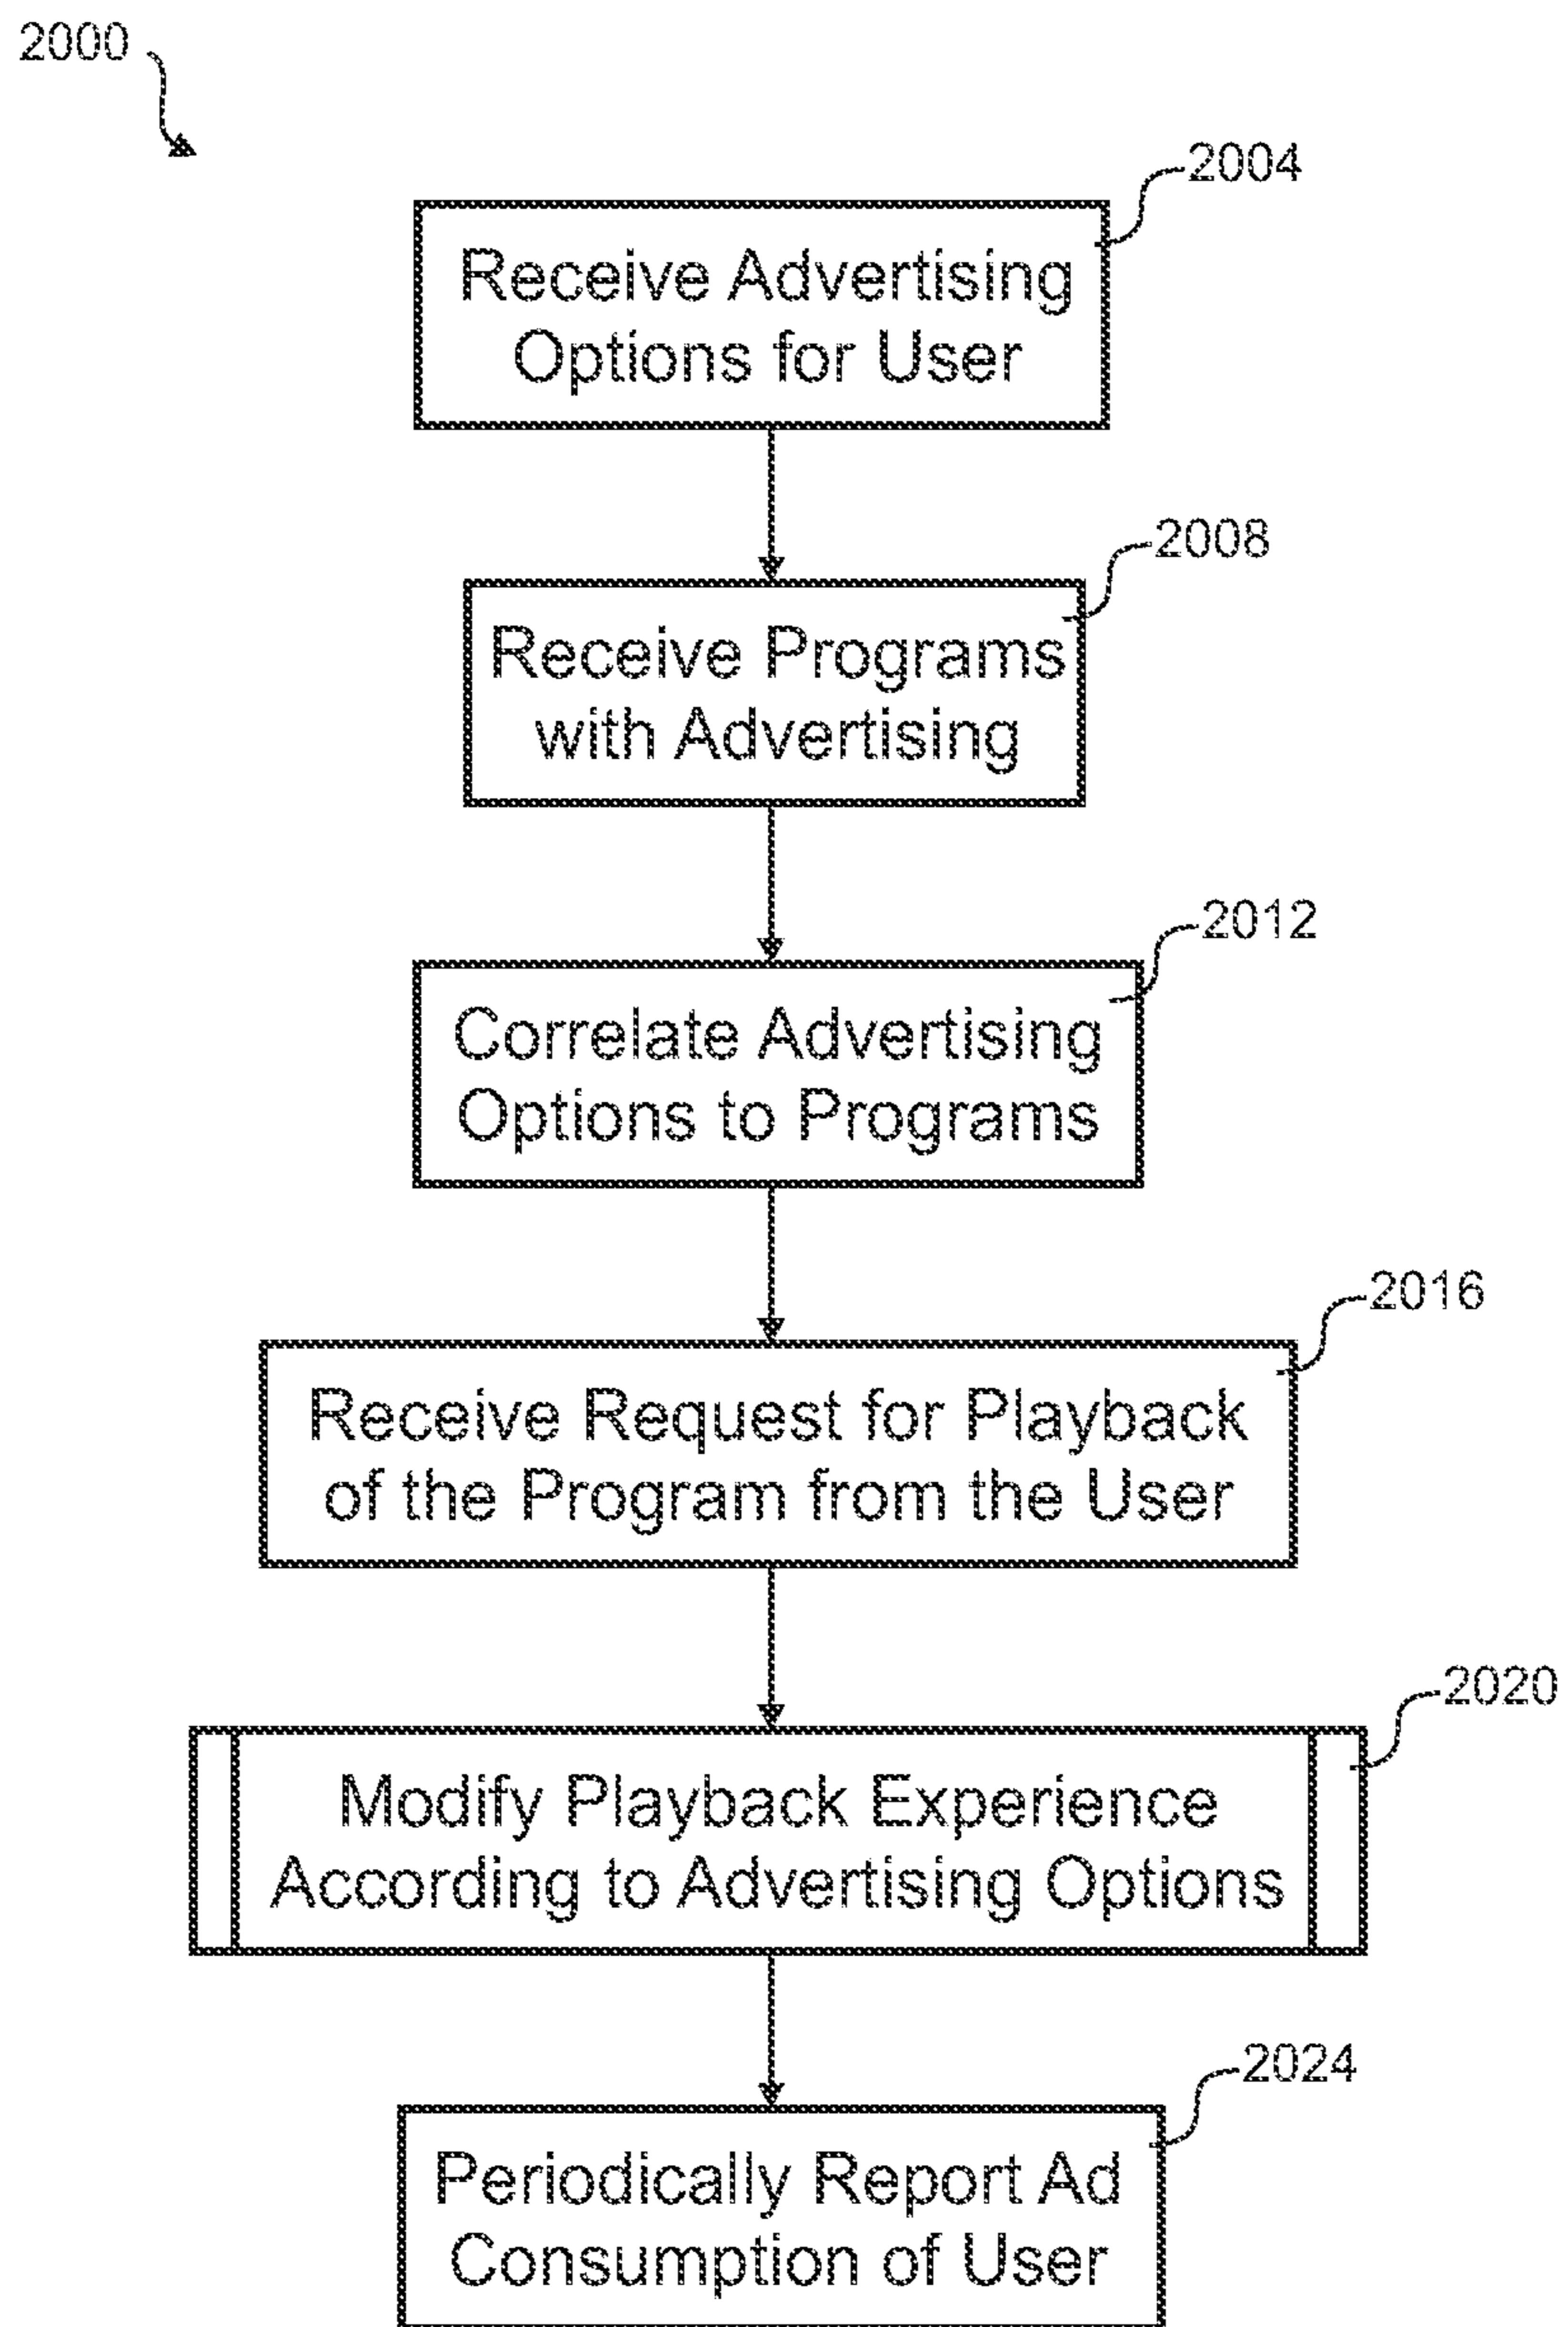 2000
2004
Receive Advertising
Options for User
2008
Receive Programs
with Advertising
2012
Correlate Advertising
Options to Programs
2016
Receive Request for Playback
of the Program from the User
2020
Modify Playback Experience
According to Advertising Options
2024
Periodically Report Ad
Consumption of User